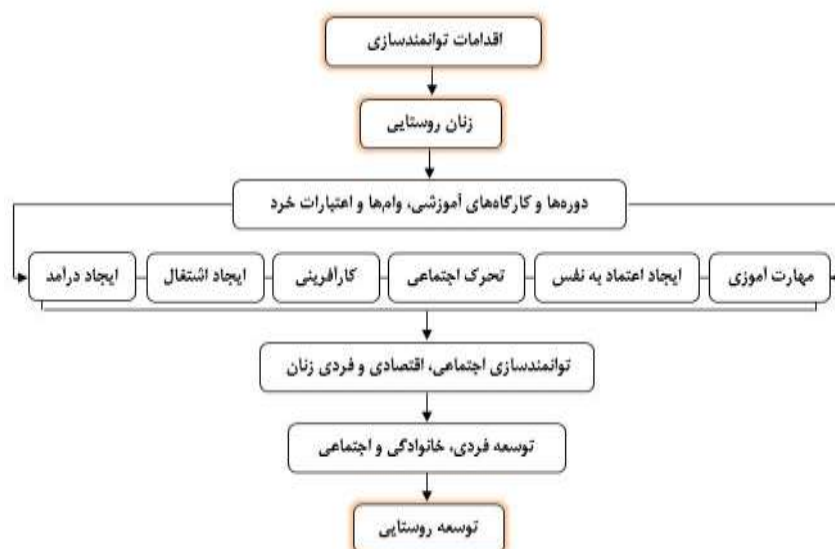 اقدامات توانمندسازی
زنان روستایی
دوره‌ها و کارگاه‌های آموزشی، وام‌ها و اعتبارات خرد
مهارت آموزی
ایجاد اعتماد به نفس
تحرک اجتماعی
کارآفرینی
ایجاد اشتغال
ایجاد درآمد
توانمندسازی اجتماعی، اقتصادی و فردی زنان
توسعه فردی، خانوادگی و اجتماعی
توسعه روستایی